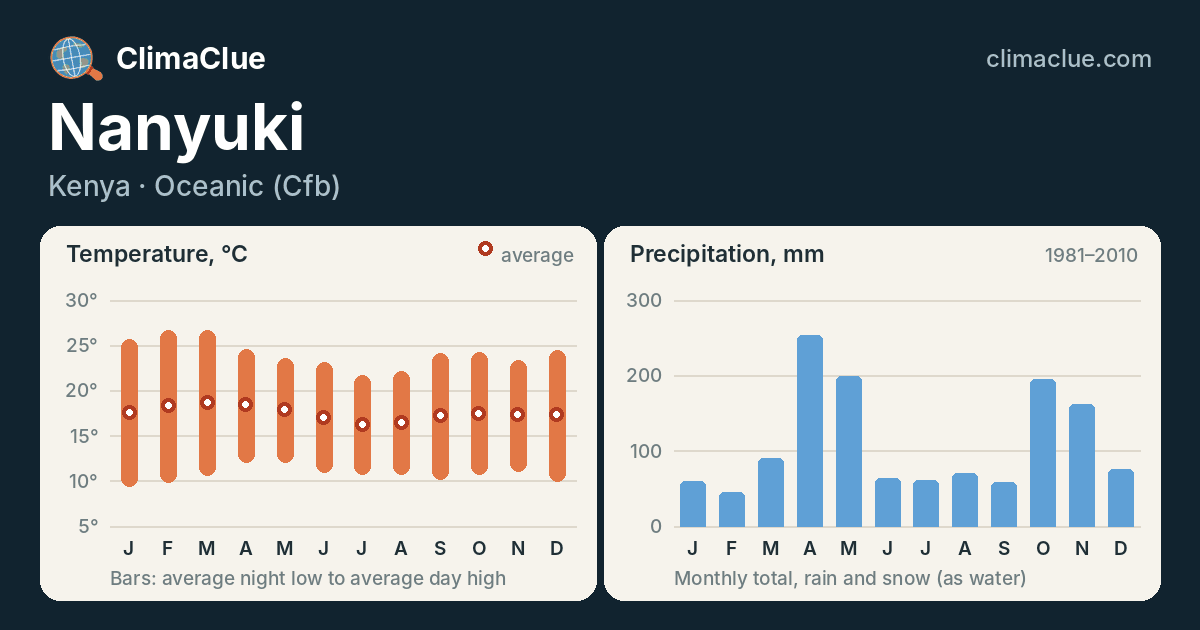 ClimaClue
climaclue.com
Nanyuki
Kenya · Oceanic (Cfb)
Temperature, °C
average
30°
25°
20°
15°
10°
5°
J F M A M J J A S O N D
Bars: average night low to average day high
Precipitation, mm
1981–2010
300
200
100
0
J F M A M J J A S O N D
Monthly total, rain and snow (as water)